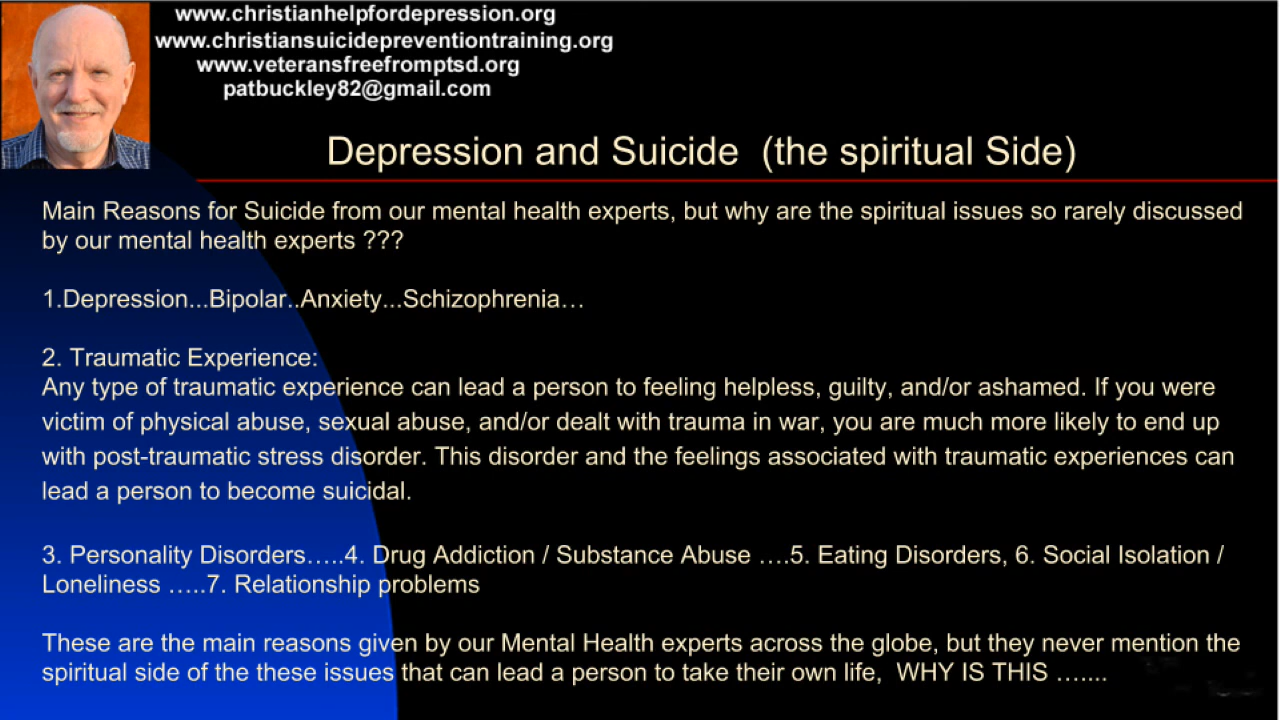 www.christianhelpfordepression.org
www.christiansuicidepreventiontraining.org
www.veteransfreefromptsd.org
patbuckley82@gmail.com
Depression and Suicide (the spiritual Side)
Main Reasons for Suicide from our mental health experts, but why are the spiritual issues so rarely discussed
by our mental health experts ???
1.Depression...Bipolar..Anxiety...Schizophrenia…
2. Traumatic Experience:
Any type of traumatic experience can lead a person to feeling helpless, guilty, and/or ashamed. If you were
victim of physical abuse, sexual abuse, and/or dealt with trauma in war, you are much more likely to end up
with post-traumatic stress disorder. This disorder and the feelings associated with traumatic experiences can
lead a person to become suicidal.
3. Personality Disorders…..4. Drug Addiction / Substance Abuse ….5. Eating Disorders, 6. Social Isolation /
Loneliness …..7. Relationship problems
These are the main reasons given by our Mental Health experts across the globe, but they never mention the
spiritual side of the these issues that can lead a person to take their own life,  WHY IS THIS …....